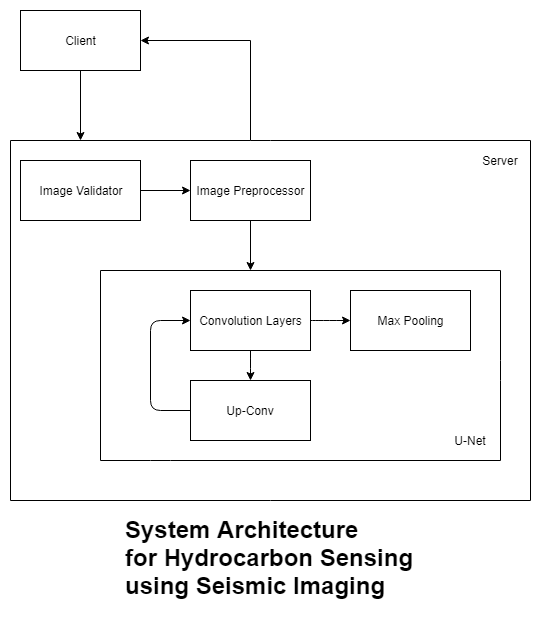 Client
Server
Image Validator
Image Preprocessor
Convolution Layers
Max Pooling
Up-Conv
U-Net
System Architecture
for Hydrocarbon Sensing
using Seismic Imaging